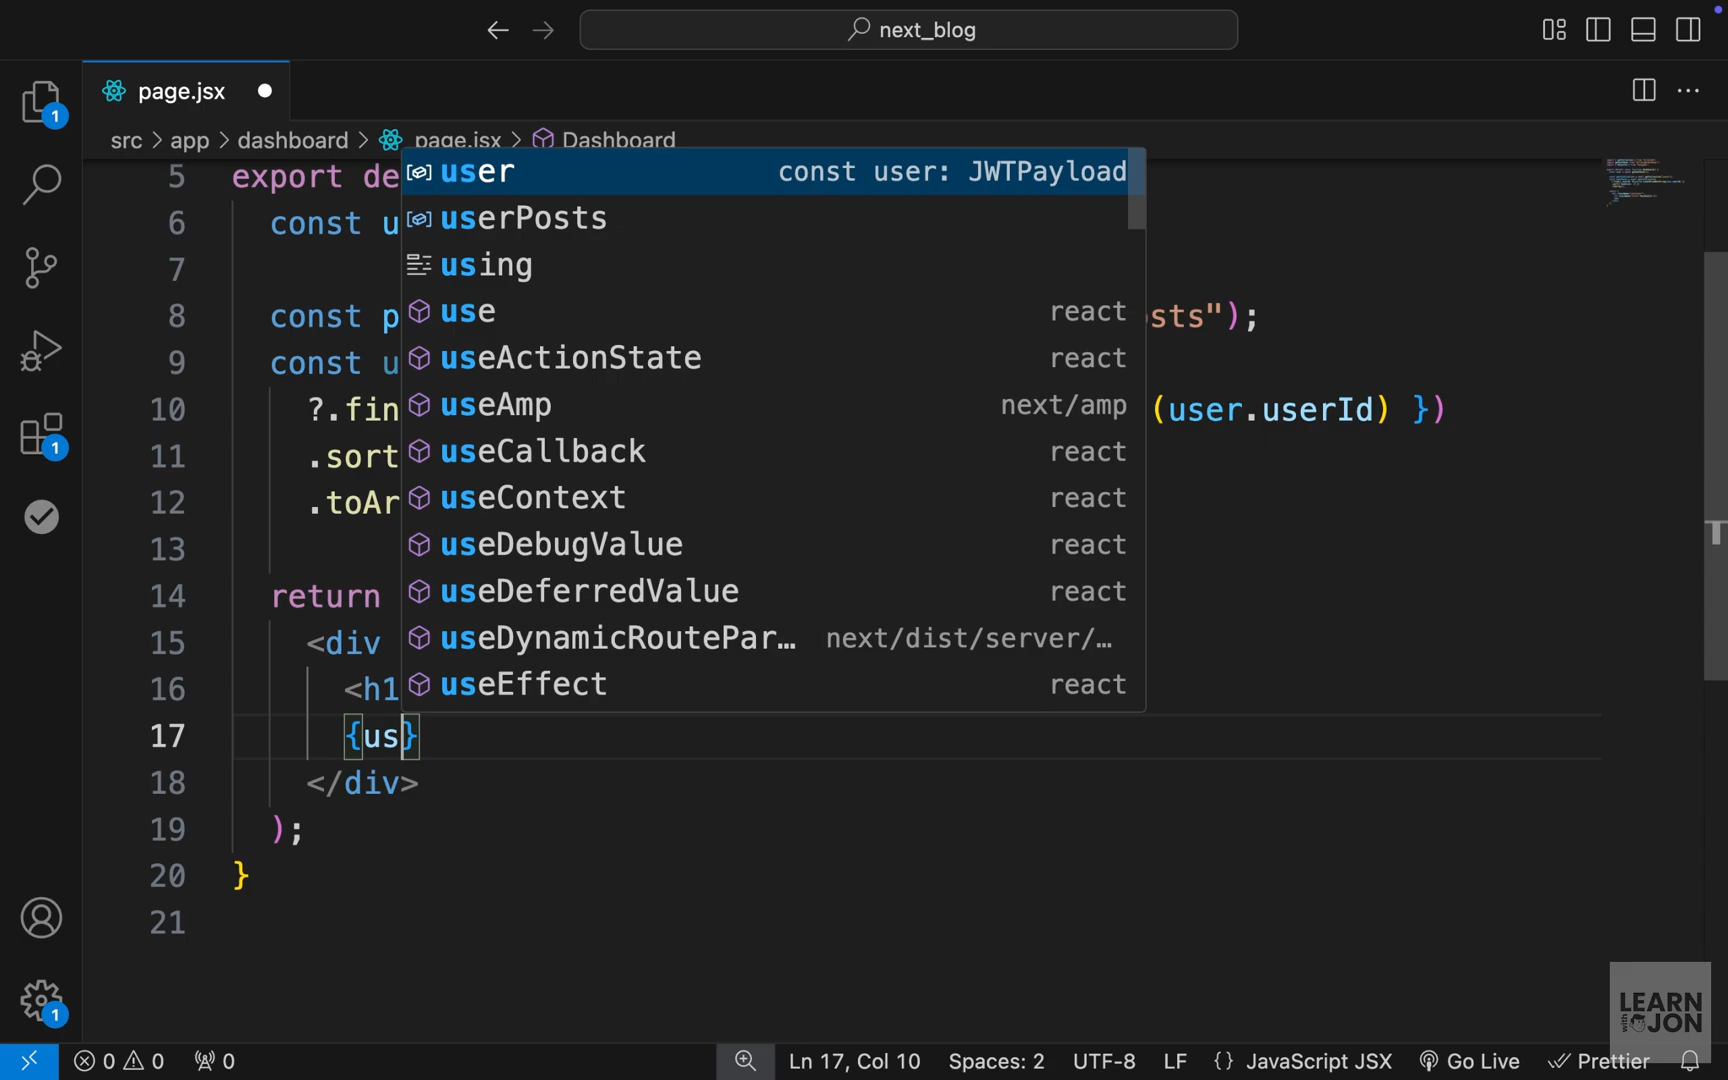 next_blog
1
page.jsx
src > app > dashboard > page.jsx > Dashboard
5 export de
6 const u
7
8 const p sts");
9 const u
10 ?.fin (user.userId) })
11 .sort
12 .toAr
13
14 return
15 <div
16 <h1
17 {us}
18 </div>
19 );
20 }
21
user const user: JWTPayload
userPosts
using
use react
useActionState react
useAmp next/amp
useCallback react
useContext react
useDebugValue react
useDeferredValue react
useDynamicRoutePar… next/dist/server/…
useEffect react
1
1
LEARN
with JON
0 0 0 Ln 17, Col 10 Spaces: 2 UTF-8 LF {} JavaScript JSX Go Live Prettier